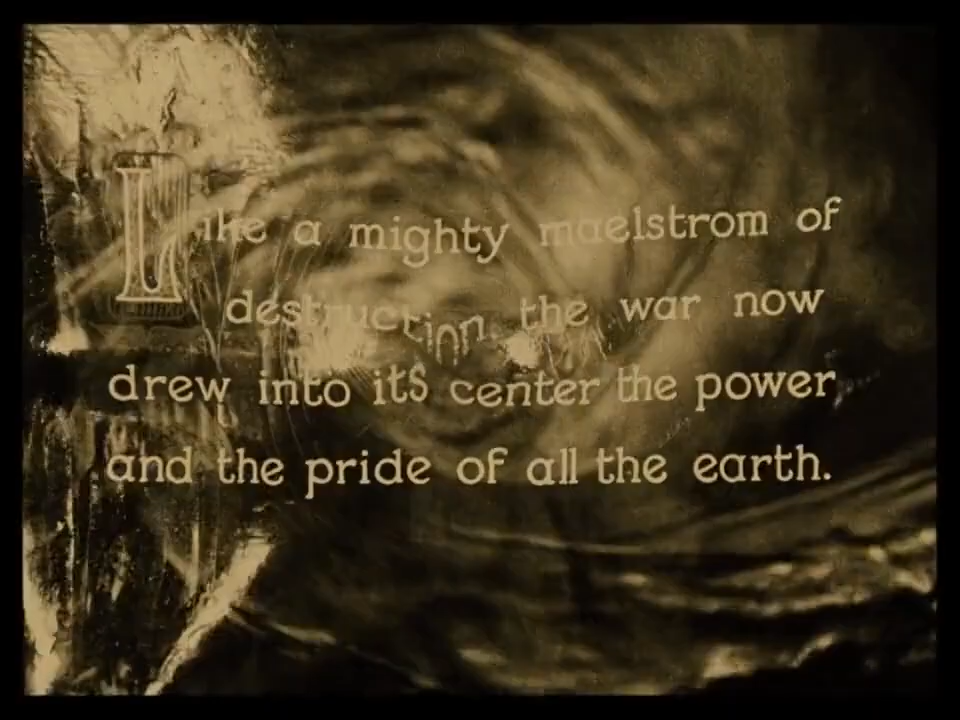 Like a mighty maelstrom of
destruction the war now
drew into its center the power
and the pride of all the earth.